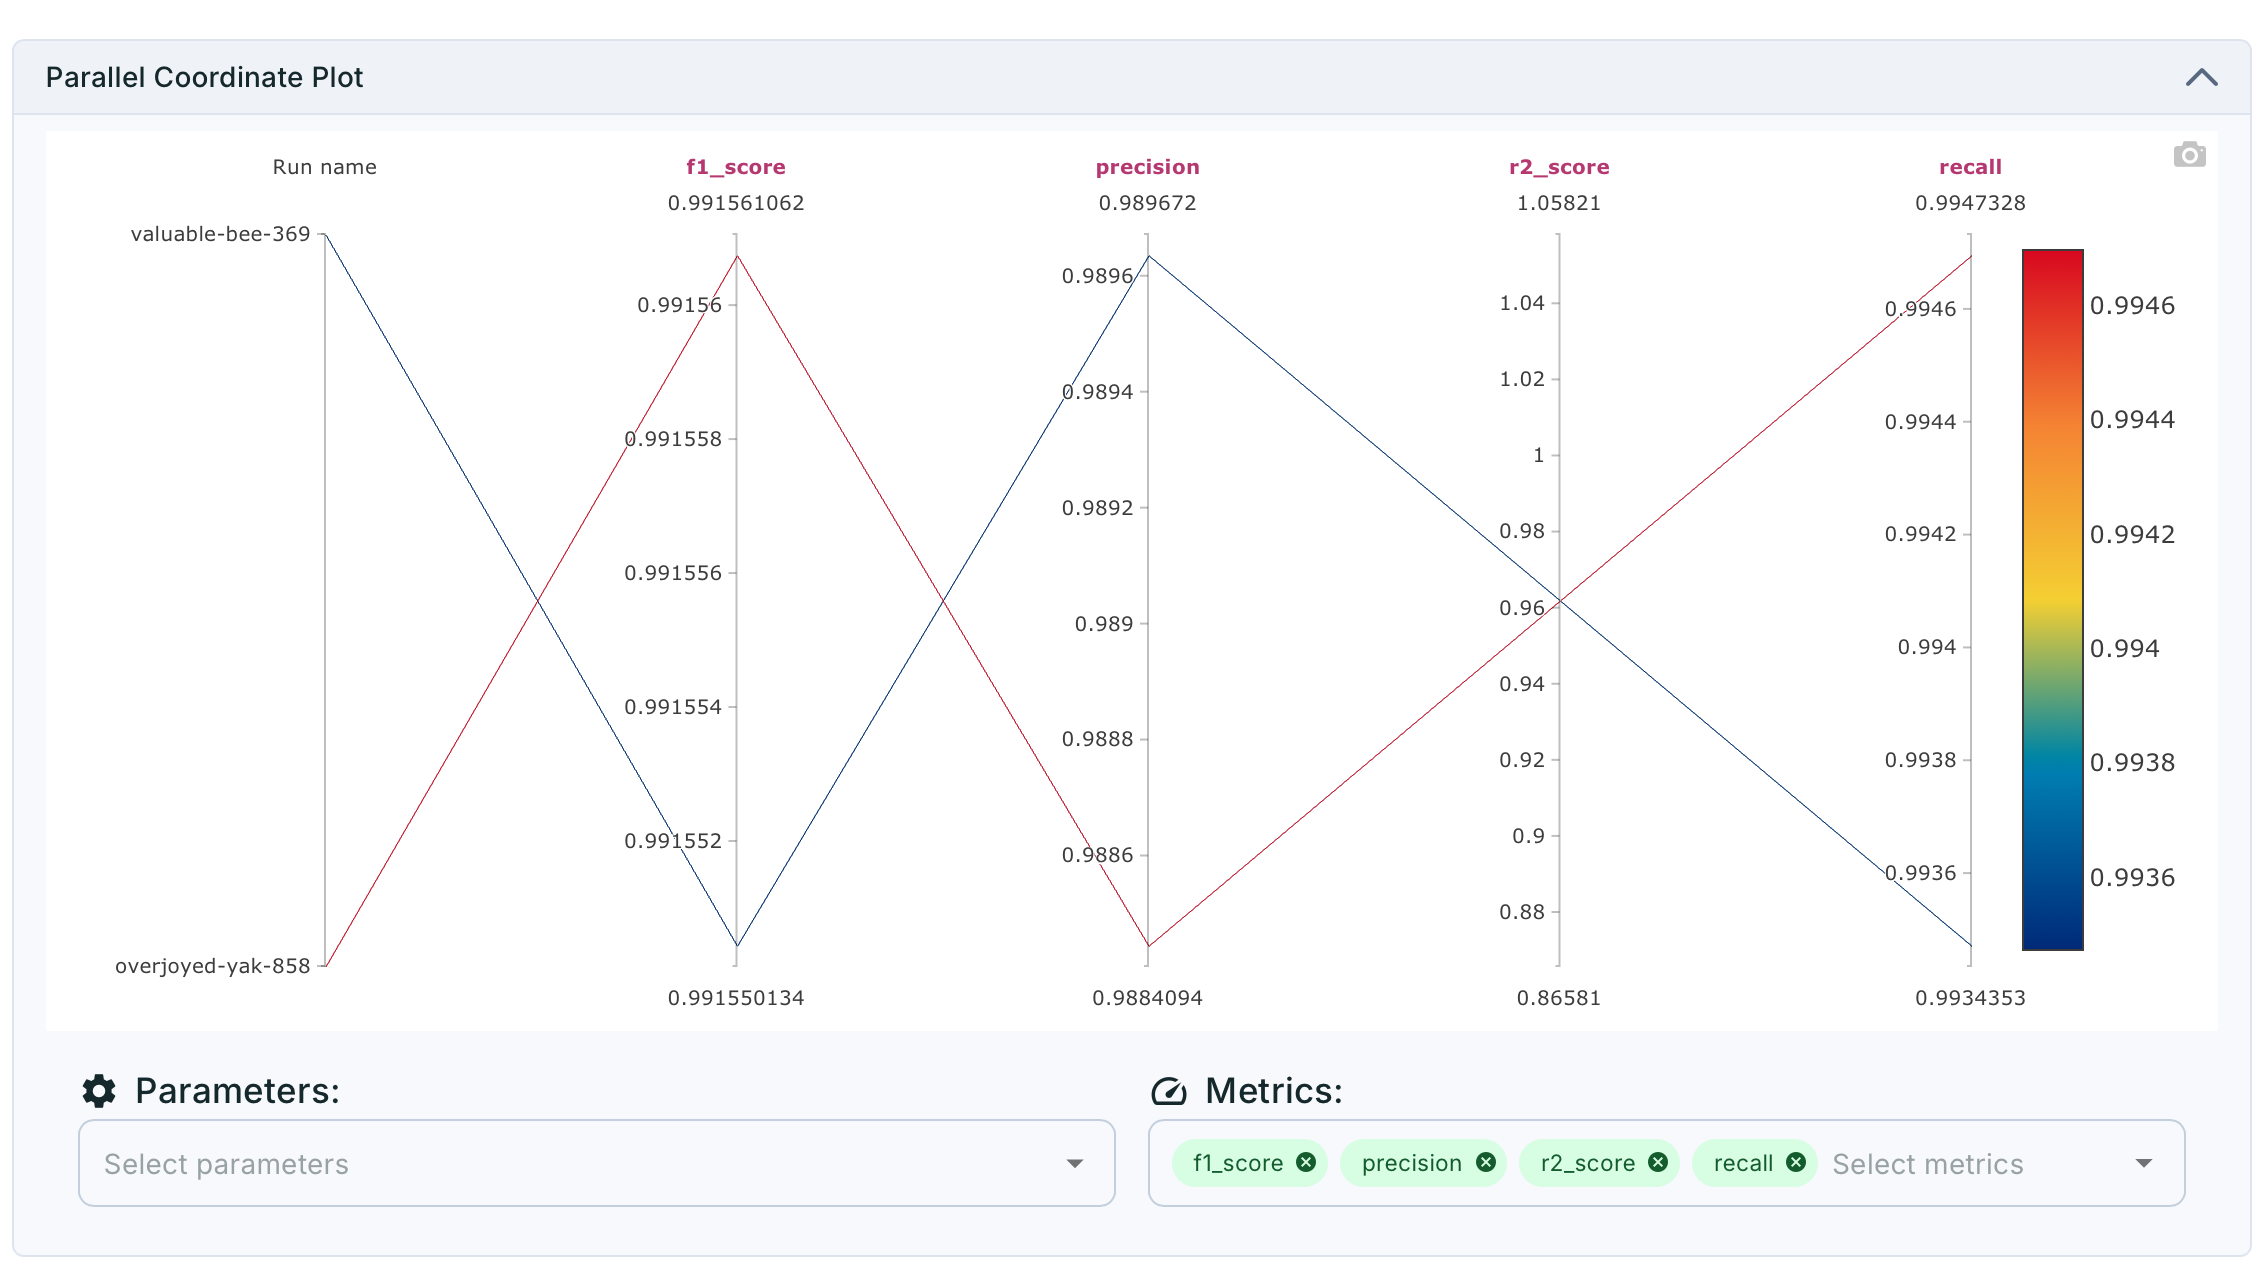 Parallel Coordinate Plot
Run name f1_score precision r2_score recall
0.991561062 0.989672 1.05821 0.9947328
valuable-bee-369
0.9896
0.99156 1.04 0.9946 0.9946
1.02
0.9894
0.9944 0.9944
0.991558
1
0.9892
0.98 0.9942 0.9942
0.991556
0.96
0.989
0.994 0.994
0.94
0.991554
0.9888
0.92 0.9938 0.9938
0.991552 0.9
0.9886
0.9936 0.9936
0.88
overjoyed-yak-858
0.991550134 0.9884094 0.86581 0.9934353
Parameters: Metrics:
Select parameters f1_score precision r2_score recall Select metrics